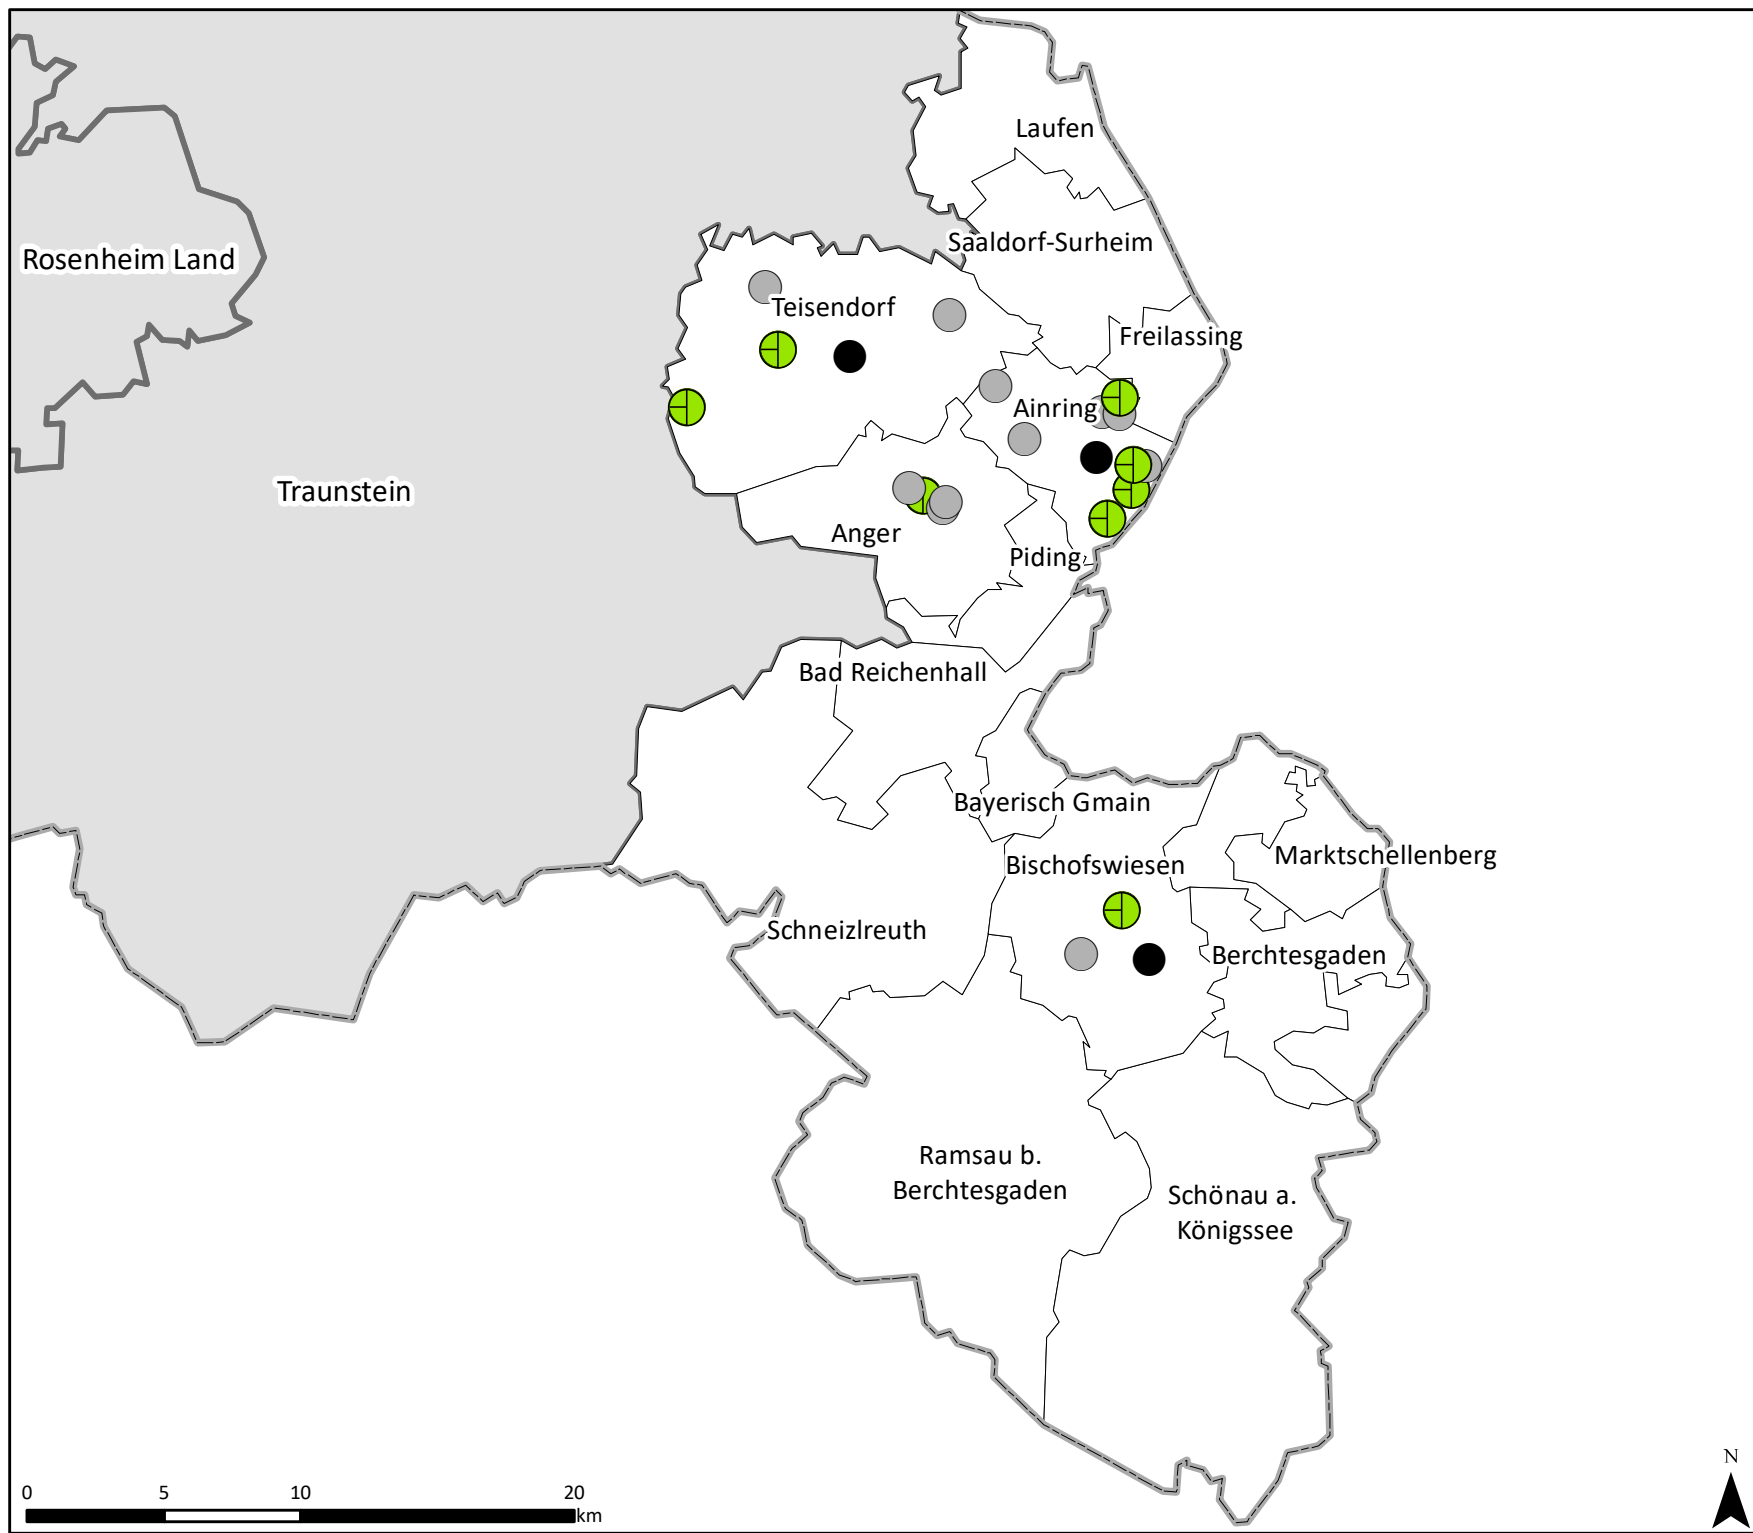 Laufen
Saaldorf-Surheim
Rosenheim Land
Teisendorf
Freilassing
Ainring
Traunstein
Anger
Piding
Bad Reichenhall
Bayerisch Gmain
Marktschellenberg
Bischofswiesen
Schneizlreuth
Berchtesgaden
Ramsau b.
Berchtesgaden
Schönau a.
Königssee
N
0 5 10 20
km